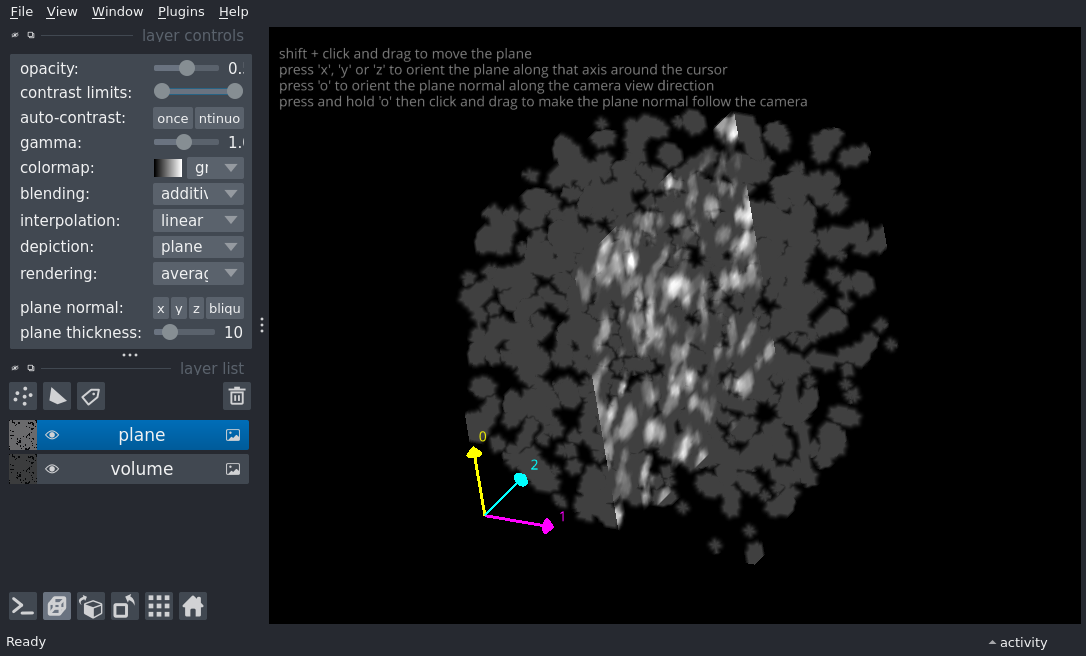 File View Window Plugins Help
layer controls
opacity: 0.
contrast limits:
auto-contrast: once ntinuo
gamma: 1.
colormap: gr
blending: additiv
interpolation: linear
depiction: plane
rendering: averag
plane normal: x y z bliqu
plane thickness: 10
layer list
plane
volume
Ready
shift + click and drag to move the plane
press 'x', 'y' or 'z' to orient the plane along that axis around the cursor
press 'o' to orient the plane normal along the camera view direction
press and hold 'o' then click and drag to make the plane normal follow the camera
0
2
1
activity